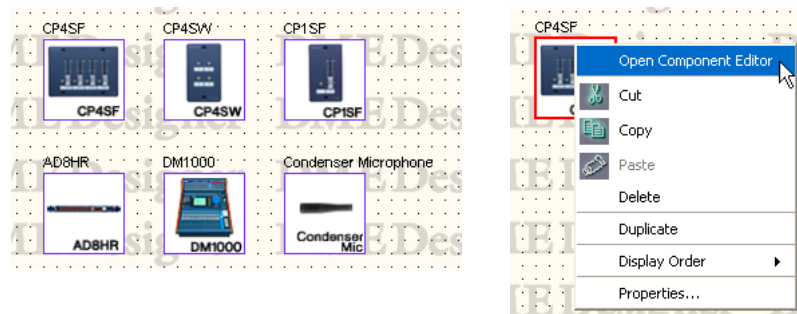 CP4SF
CP4SW
CP1SF
CP4SF
CP4SW
CP1SF
AD8HR
DM1000
Condenser Microphone
AD8HR
DM1000
Condenser
Mic
CP4SF
Open Component Editor
Cut
Copy
Paste
Delete
Duplicate
Display Order
Properties...